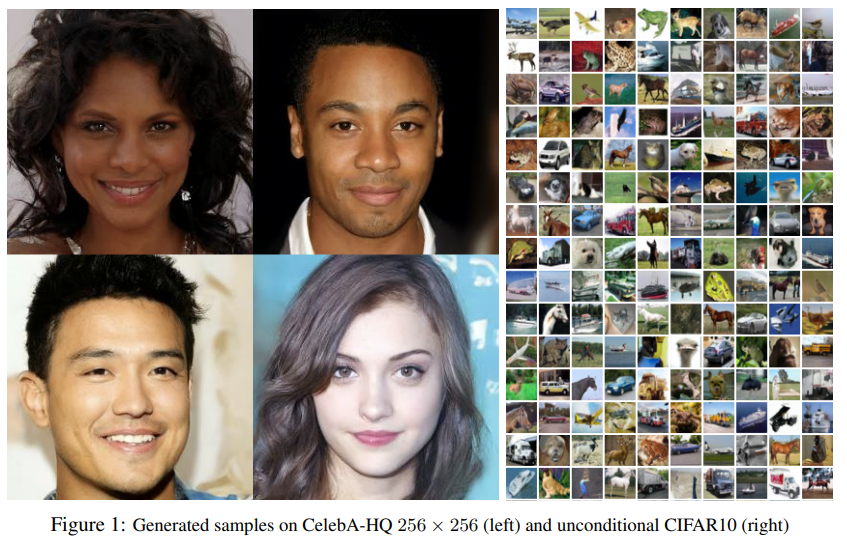 Figure 1: Generated samples on CelebA-HQ 256 × 256 (left) and unconditional CIFAR10 (right)